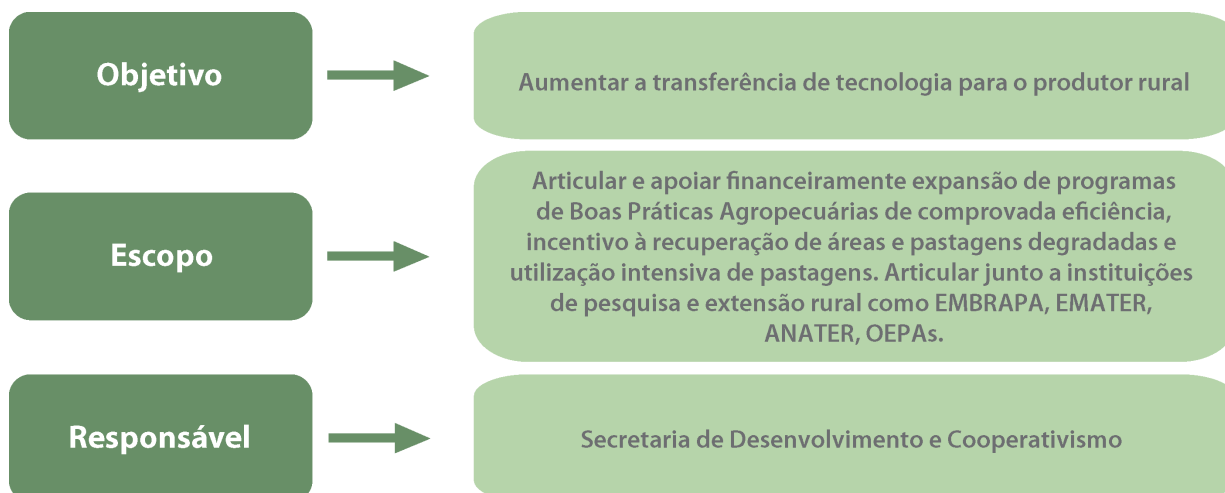 Objetivo
Aumentar a transferência de tecnologia para o produtor rural
Escopo
Articular e apoiar financeiramente expansão de programas
de Boas Práticas Agropecuárias de comprovada eficiência,
incentivo à recuperação de áreas e pastagens degradadas e
utilização intensiva de pastagens. Articular junto a instituições
de pesquisa e extensão rural como EMBRAPA, EMATER,
ANATER, OEPAs.
Responsável
Secretaria de Desenvolvimento e Cooperativismo